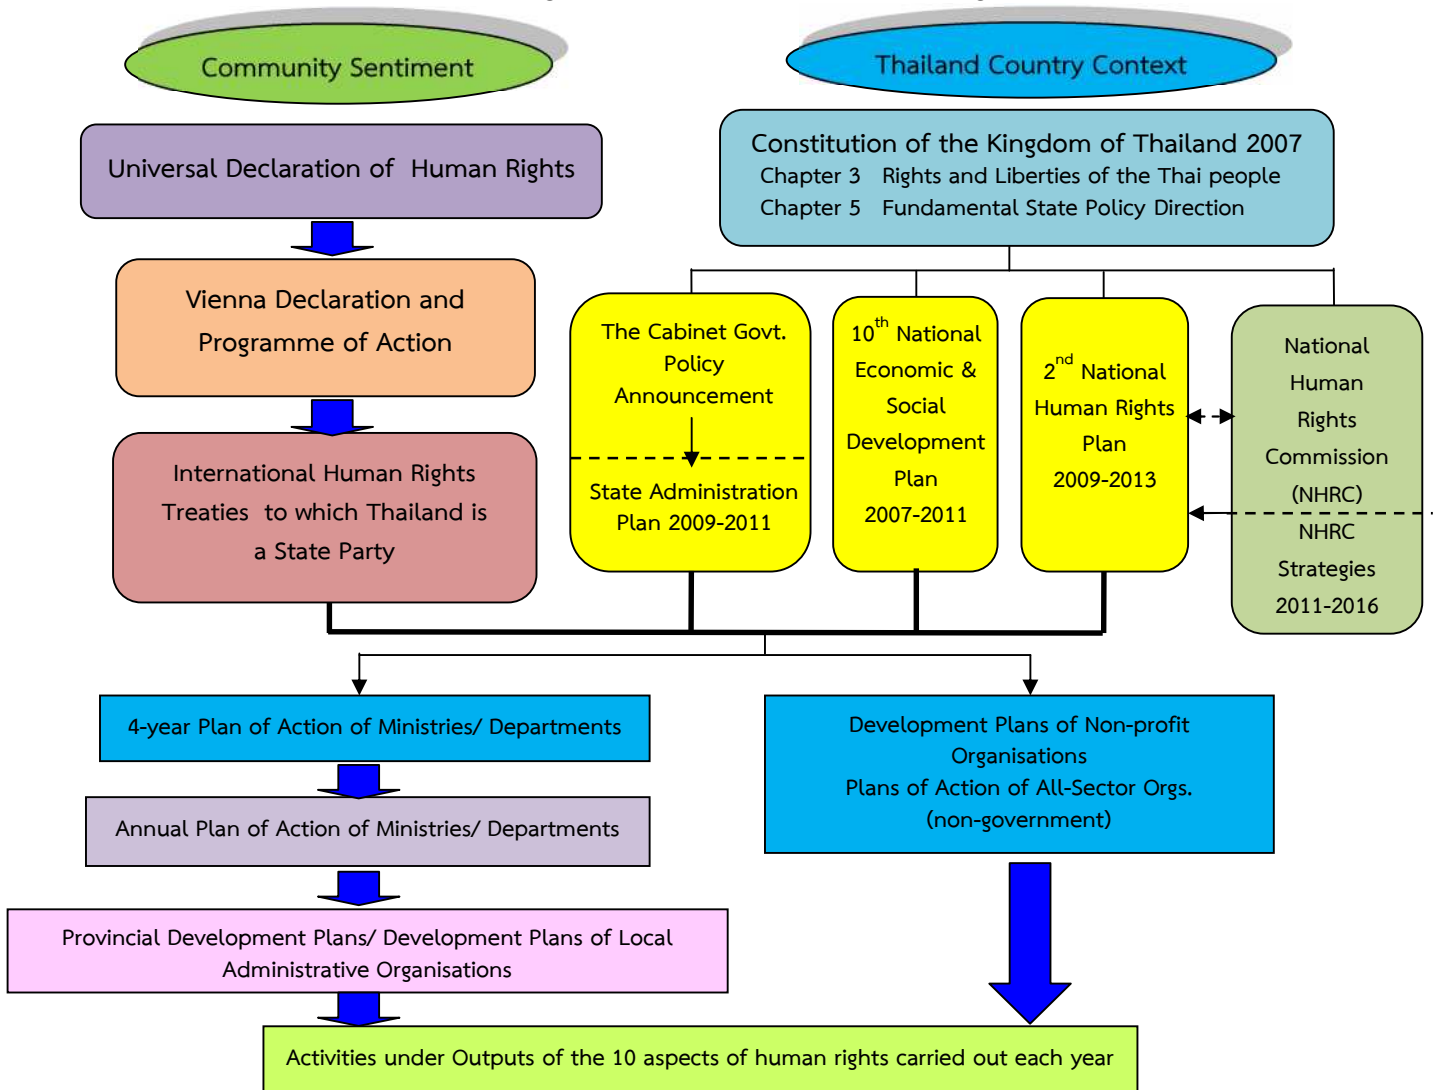 Community Sentiment
Thailand Country Context
Universal Declaration of Human Rights
Constitution of the Kingdom of Thailand 2007
Chapter 3 Rights and Liberties of the Thai people
Chapter 5 Fundamental State Policy Direction
Vienna Declaration and
Programme of Action
International Human Rights
Treaties to which Thailand is
a State Party
The Cabinet Govt.
Policy
Announcement
State Administration
Plan 2009-2011
10th National
Economic &
Social
Development
Plan
2007-2011
2nd National
Human Rights
Plan
2009-2013
National
Human
Rights
Commission
(NHRC)
NHRC
Strategies
2011-2016
4-year Plan of Action of Ministries/ Departments
Annual Plan of Action of Ministries/ Departments
Provincial Development Plans/ Development Plans of Local
Administrative Organisations
Development Plans of Non-profit
Organisations
Plans of Action of All-Sector Orgs.
(non-government)
Activities under Outputs of the 10 aspects of human rights carried out each year